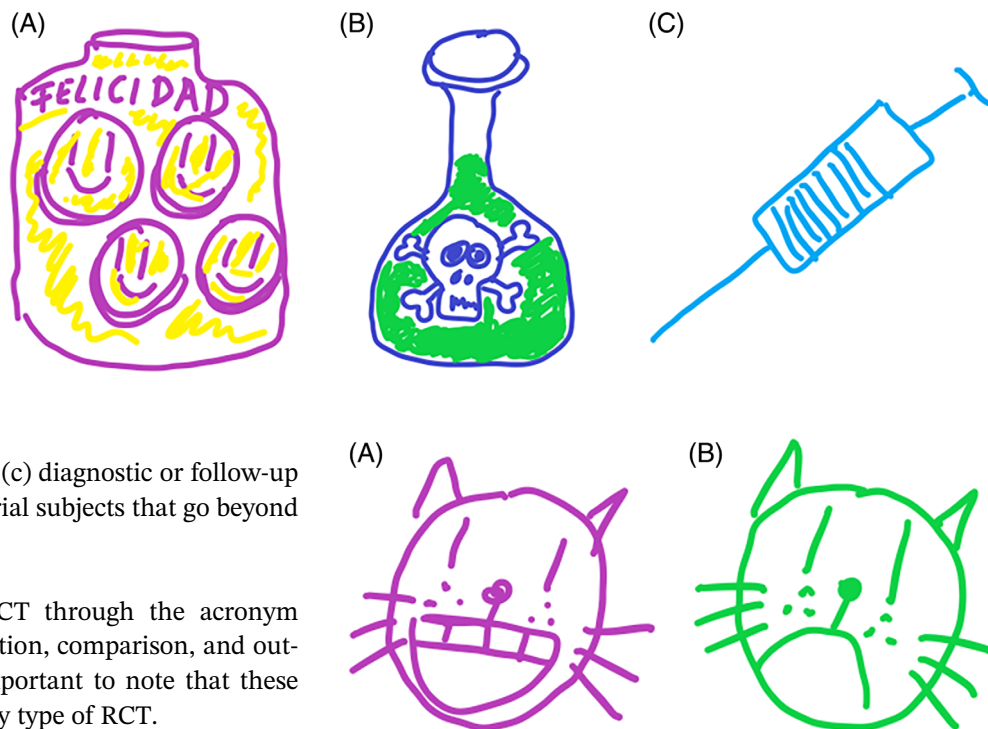 (A)
(B)
(C)
FELICIDAD
(c) diagnostic or follow-up
rial subjects that go beyond
CT through the acronym
tion, comparison, and out-
portant to note that these
y type of RCT.
(A)
(B)